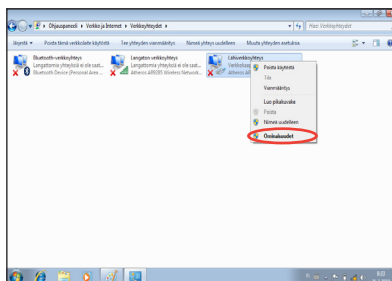 Ohjauspaneeli ▸ Verkko ja Internet ▸ Verkkoyhteydet ▸
Hae: Verkkoyhteydet
Järjestä
Poista tämä verkkolaite käytöstä
Tee yhteyden vianmääritys
Nimeä yhteys uudelleen
Muuta yhteyden asetuksia
Bluetooth-verkkoyhteys
Langattomia yhteyksiä ei ole saat...
Bluetooth Device (Personal Area ...
Langaton verkkoyhteys
Langattomia yhteyksiä ei ole saat...
Atheros AR9285 Wireless Network...
Lähiverkkoyhteys
Verkkokaap
Atheros AR8
Poista käytöstä
Tila
Vianmääritys
Luo pikakuvake
Poista
Nimeä uudelleen
Ominaisuudet